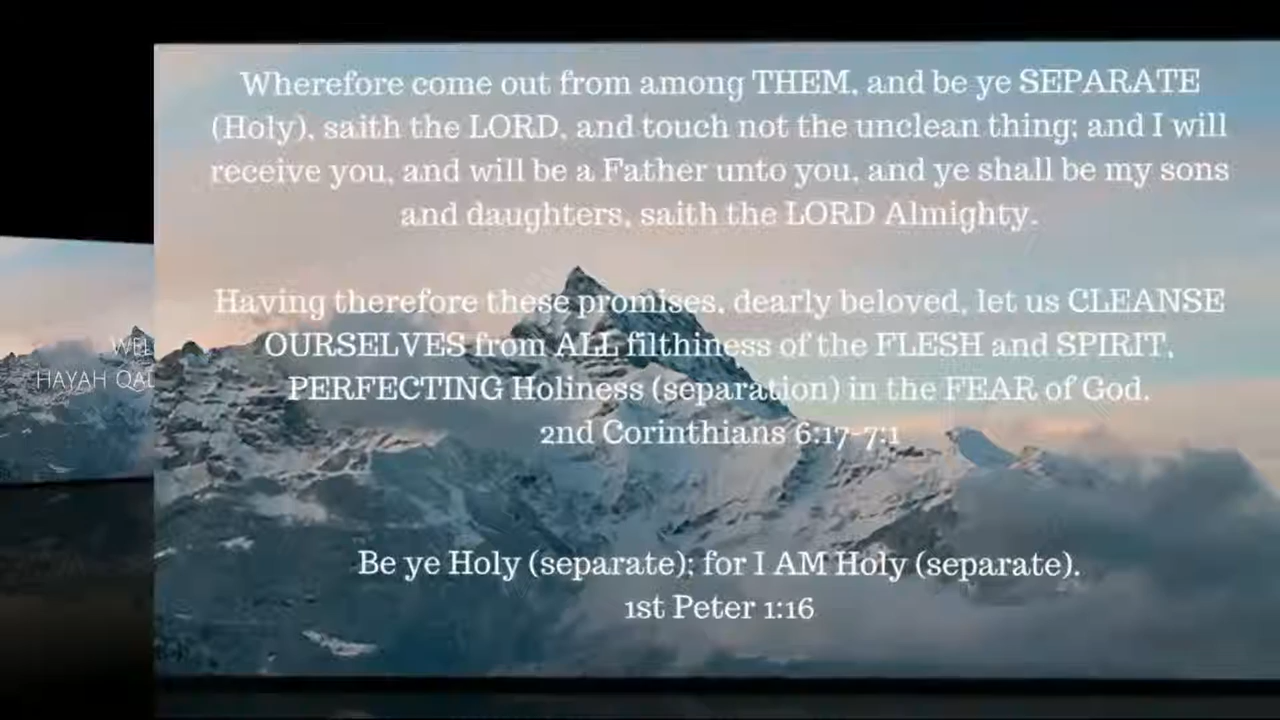 Wherefore come out from among THEM, and be ye SEPARATE
(Holy), saith the LORD, and touch not the unclean thing; and I will
receive you, and will be a Father unto you, and ye shall be my sons
and daughters, saith the LORD Almighty.
Having therefore these promises, dearly beloved, let us CLEANSE
OURSELVES from ALL filthiness of the FLESH and SPIRIT,
PERFECTING Holiness (separation) in the FEAR of God.
2nd Corinthians 6:17-7:1
Be ye Holy (separate); for I AM Holy (separate).
1st Peter 1:16
HAYAH